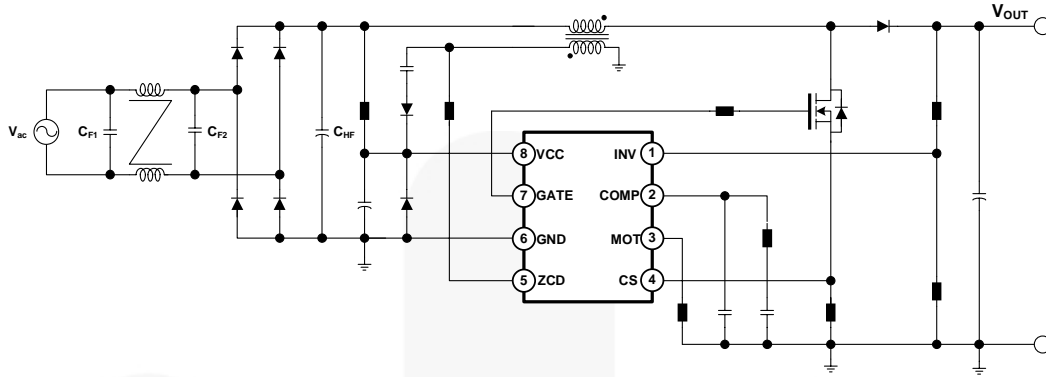 VOUT
Vac
CF1
CF2
CHF
8 VCC INV 1
7 GATE COMP 2
6 GND MOT 3
5 ZCD CS 4